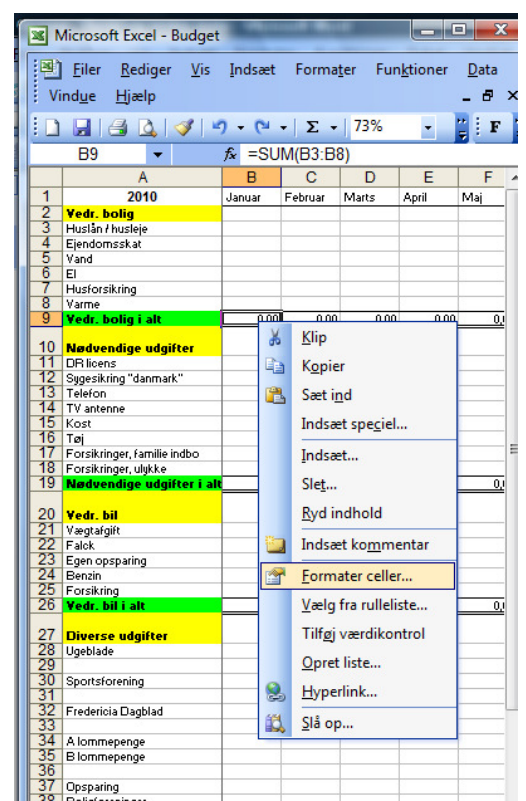 Microsoft Excel - Budget
Filer Rediger Vis Indsæt Formater Funktioner Data
Vindue Hjælp
Σ 73% F
B9 fx =SUM(B3:B8)
A B C D E F
1 2010 Januar Februar Marts April Maj
2 Vedr. bolig
3 Huslån / husleje
4 Ejendomsskat
5 Vand
6 El
7 Husforsikring
8 Varme
9 Vedr. bolig i alt 0,00 0,00 0,00 0,00
10 Nødvendige udgifter
11 DR licens
12 Sygesikring "danmark"
13 Telefon
14 TV antenne
15 Kost
16 Tøj
17 Forsikringer, familie indbo
18 Forsikringer, ulykke
19 Nødvendige udgifter i alt
20 Vedr. bil
21 Vægtafgift
22 Falck
23 Egen opsparing
24 Benzin
25 Forsikring
26 Vedr. bil i alt
27 Diverse udgifter
28 Ugeblade
29
30 Sportsforening
31
32 Fredericia Dagblad
33
34 A lommepenge
35 B lommepenge
36
37 Opsparing
38
Klip
Kopier
Sæt ind
Indsæt speciel...
Indsæt...
Slet...
Ryd indhold
Indsæt kommentar
Formater celler...
Vælg fra rulleliste...
Tilføj værdikontrol
Opret liste...
Hyperlink...
Slå op...